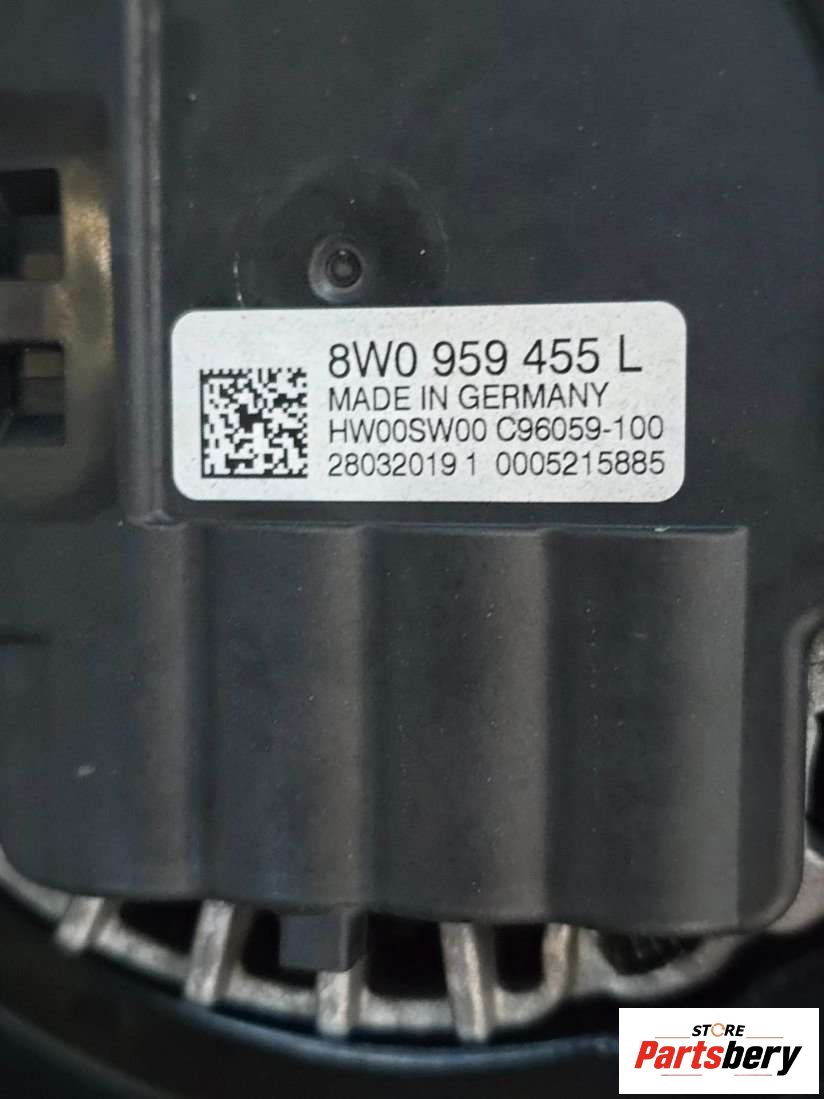 8W0 959 455 L
MADE IN GERMANY
HW00SW00 C96059-100
28032019 1 0005215885
STORE
Partsbery